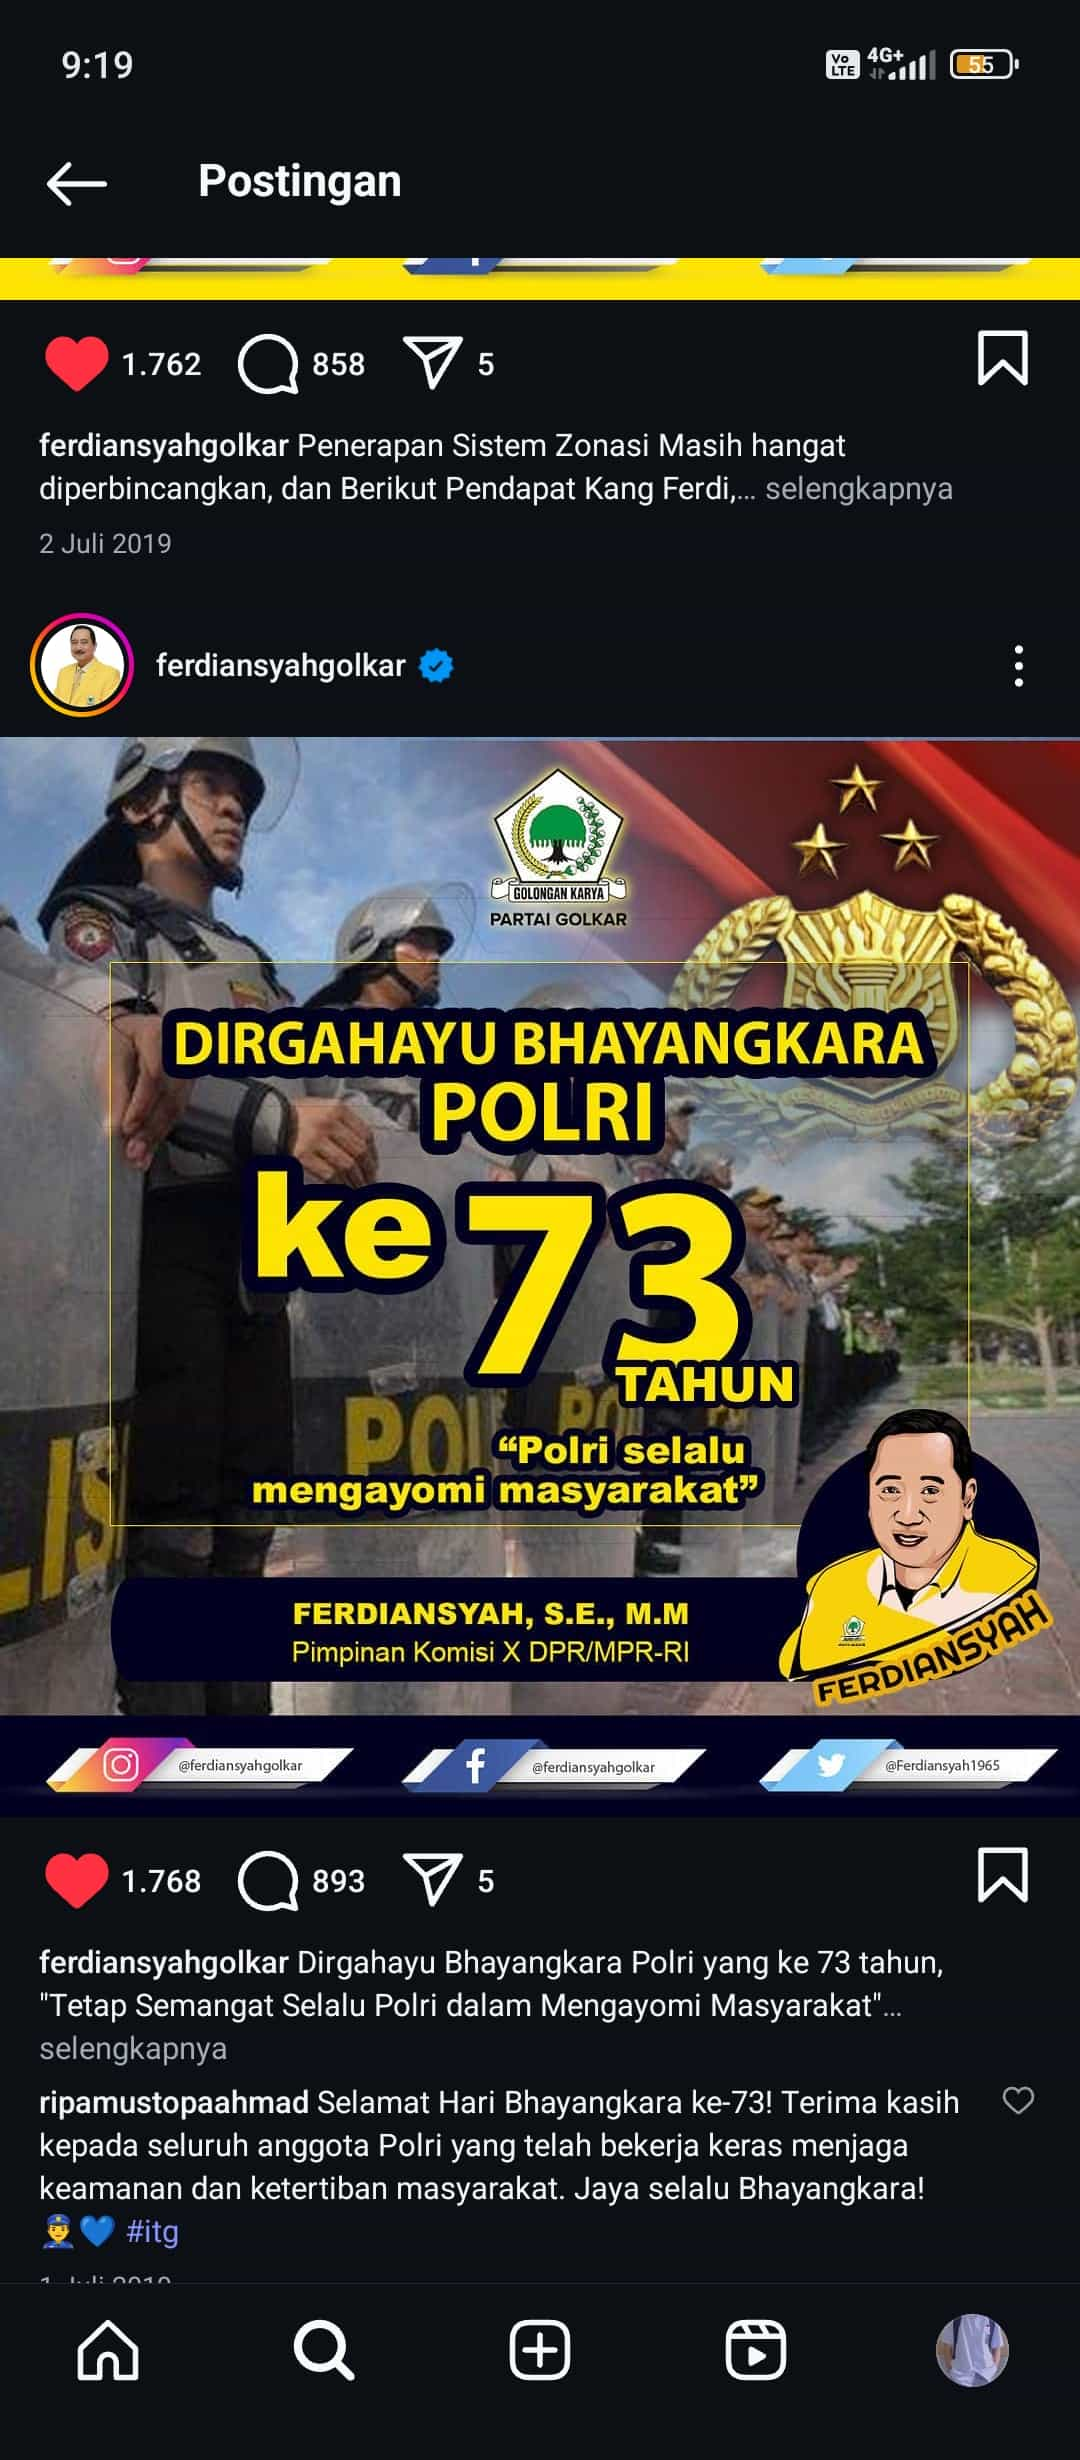 9:19
Vo LTE 4G+ 55
Postingan
1.762 858 5
ferdiansyahgolkar Penerapan Sistem Zonasi Masih hangat
diperbincangkan, dan Berikut Pendapat Kang Ferdi,... selengkapnya
2 Juli 2019
ferdiansyahgolkar
GOLONGAN KARYA
PARTAI GOLKAR
DIRGAHAYU BHAYANGKARA
POLRI
ke 73
TAHUN
"Polri selalu
mengayomi masyarakat"
FERDIANSYAH, S.E., M.M
Pimpinan Komisi X DPR/MPR-RI
FERDIANSYAH
@ferdiansyahgolkar @ferdiansyahgolkar @Ferdiansyah1965
1.768 893 5
ferdiansyahgolkar Dirgahayu Bhayangkara Polri yang ke 73 tahun,
"Tetap Semangat Selalu Polri dalam Mengayomi Masyarakat"...
selengkapnya
ripamustopaahmad Selamat Hari Bhayangkara ke-73! Terima kasih
kepada seluruh anggota Polri yang telah bekerja keras menjaga
keamanan dan ketertiban masyarakat. Jaya selalu Bhayangkara!
👮💙 #itg
1 Juli 2019